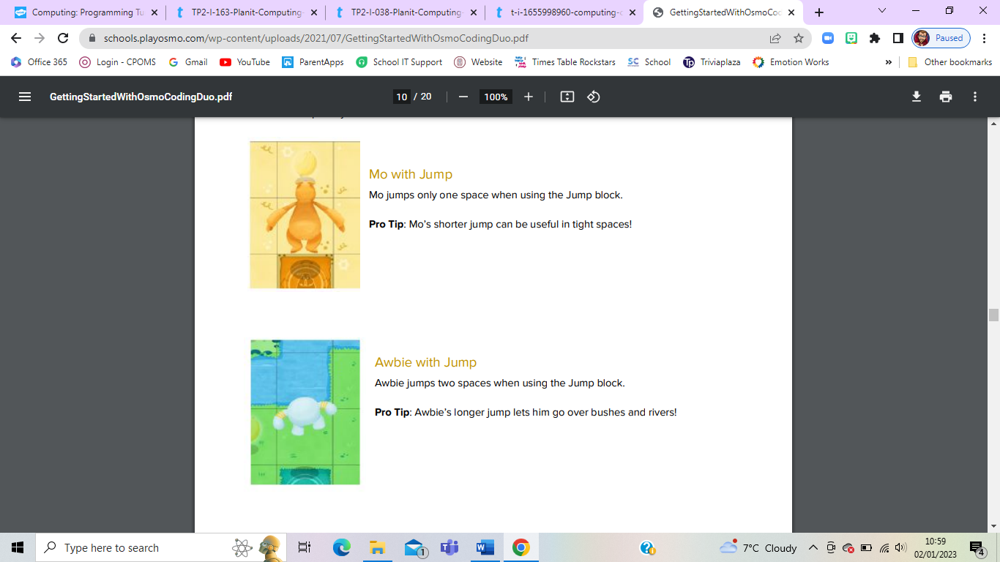 Computing: Programming Tu
TP2-I-163-Planit-Computing-
TP2-I-038-Planit-Computing-
t-i-1655998960-computing-c
GettingStartedWithOsmoCod
schools.playosmo.com/wp-content/uploads/2021/07/GettingStartedWithOsmoCodingDuo.pdf
Paused
Office 365
Login - CPOMS
Gmail
YouTube
ParentApps
School IT Support
Website
Times Table Rockstars
School
Triviaplaza
Emotion Works
»
Other bookmarks
GettingStartedWithOsmoCodingDuo.pdf
10 / 20
100%
Mo with Jump
Mo jumps only one space when using the Jump block.
Pro Tip: Mo's shorter jump can be useful in tight spaces!
Awbie with Jump
Awbie jumps two spaces when using the Jump block.
Pro Tip: Awbie's longer jump lets him go over bushes and rivers!
Type here to search
1
7°C Cloudy
10:59
02/01/2023
4